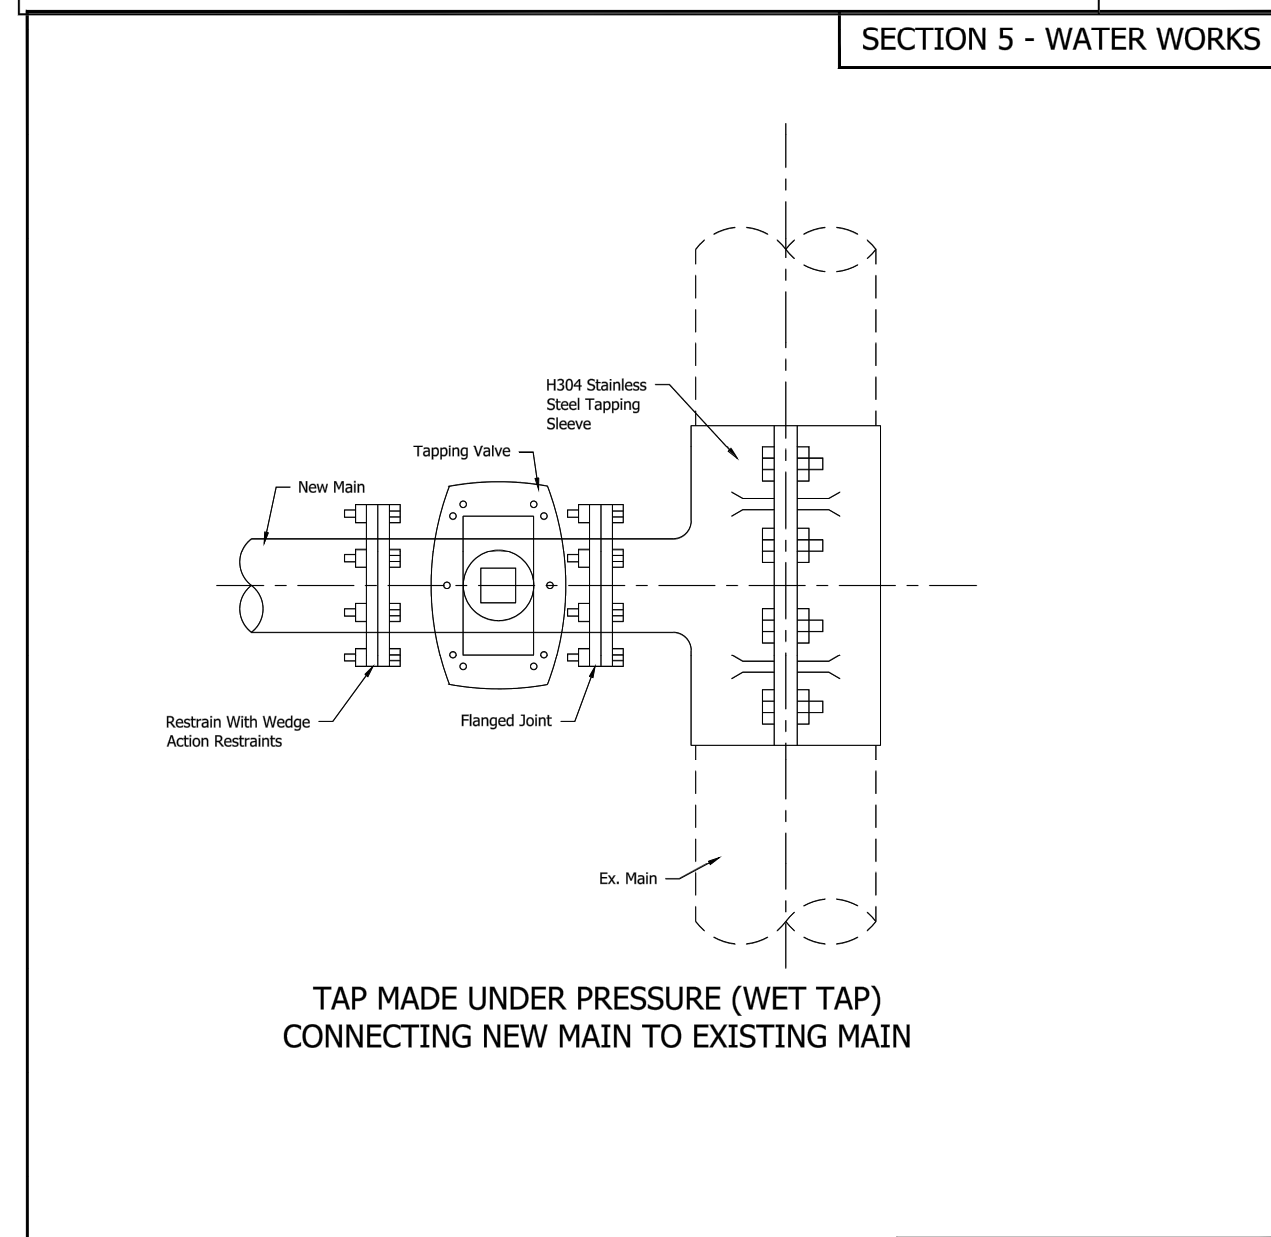 SECTION 5 - WATER WORKS
H304 Stainless
Steel Tapping
Sleeve
Tapping Valve
New Main
Restrain With Wedge
Action Restraints
Flanged Joint
Ex. Main
TAP MADE UNDER PRESSURE (WET TAP)
CONNECTING NEW MAIN TO EXISTING MAIN